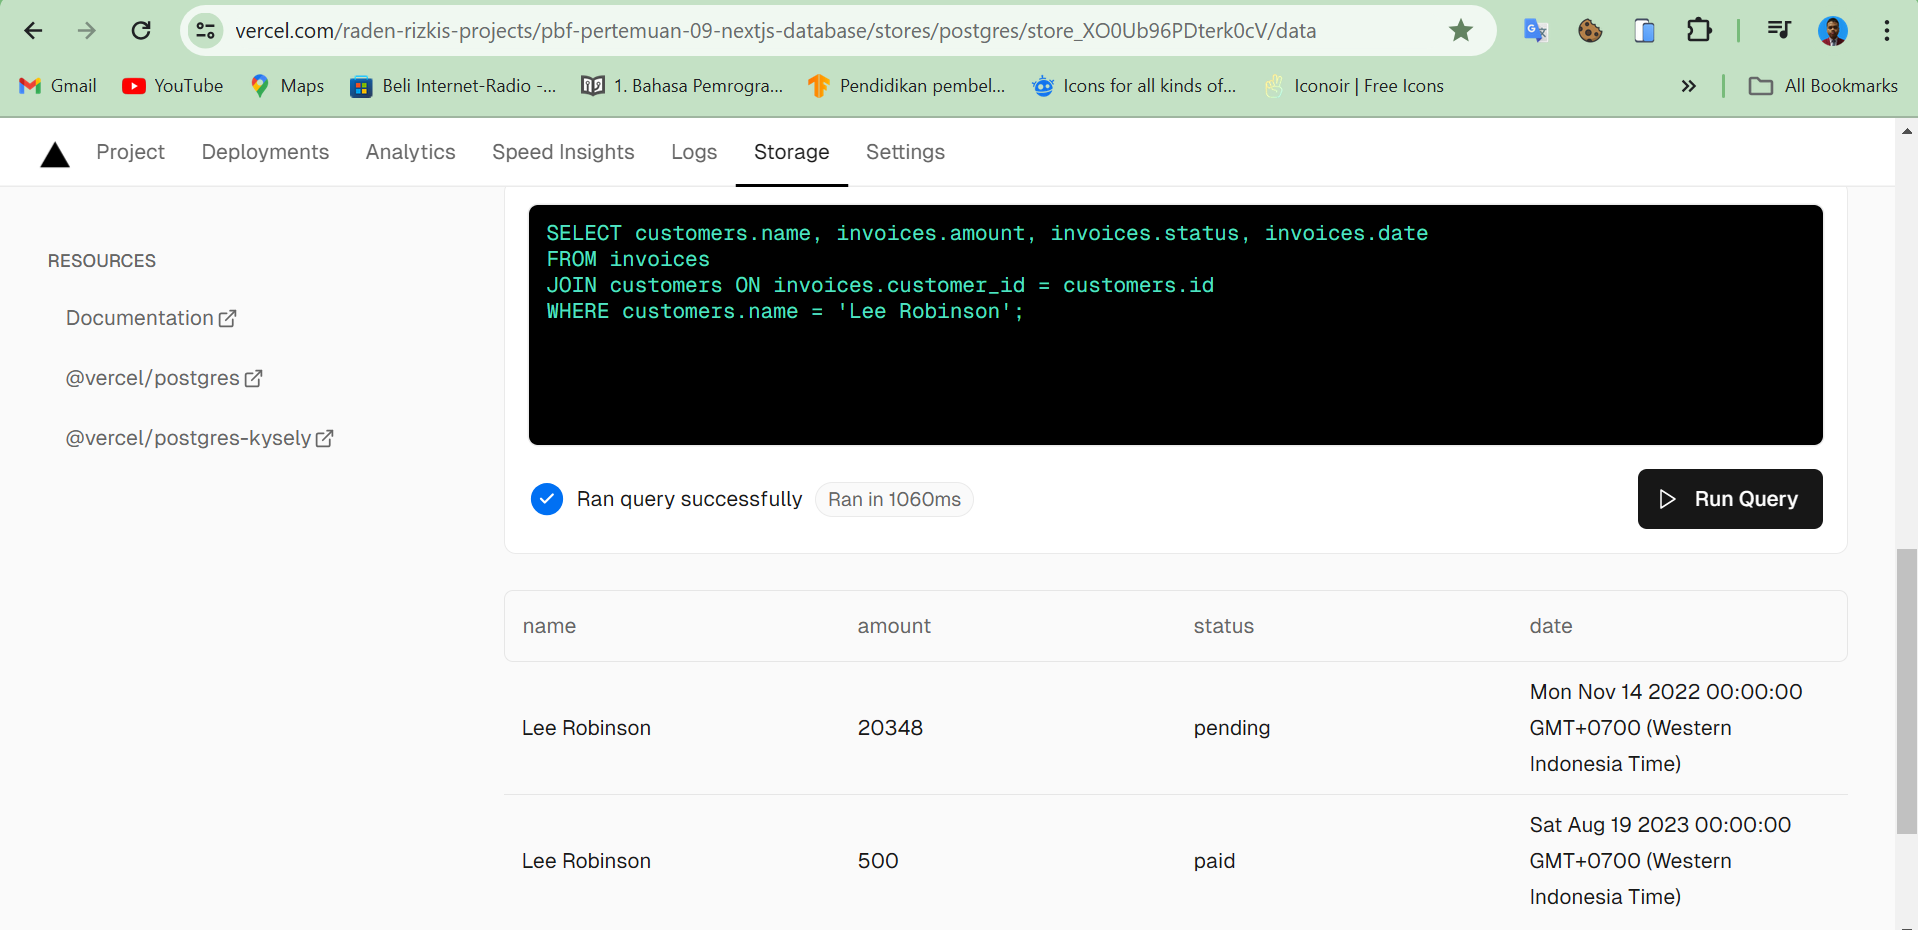 vercel.com/raden-rizkis-projects/pbf-pertemuan-09-nextjs-database/stores/postgres/store_XO0Ub96PDterk0cV/data
Gmail YouTube Maps Beli Internet-Radio -... 1. Bahasa Pemrogra... Pendidikan pembel... Icons for all kinds of... Iconoir | Free Icons » All Bookmarks
Project Deployments Analytics Speed Insights Logs Storage Settings
RESOURCES
Documentation
@vercel/postgres
@vercel/postgres-kysely
SELECT customers.name, invoices.amount, invoices.status, invoices.date
FROM invoices
JOIN customers ON invoices.customer_id = customers.id
WHERE customers.name = 'Lee Robinson';
Ran query successfully Ran in 1060ms Run Query
name amount status date
Lee Robinson 20348 pending Mon Nov 14 2022 00:00:00
GMT+0700 (Western
Indonesia Time)
Lee Robinson 500 paid Sat Aug 19 2023 00:00:00
GMT+0700 (Western
Indonesia Time)